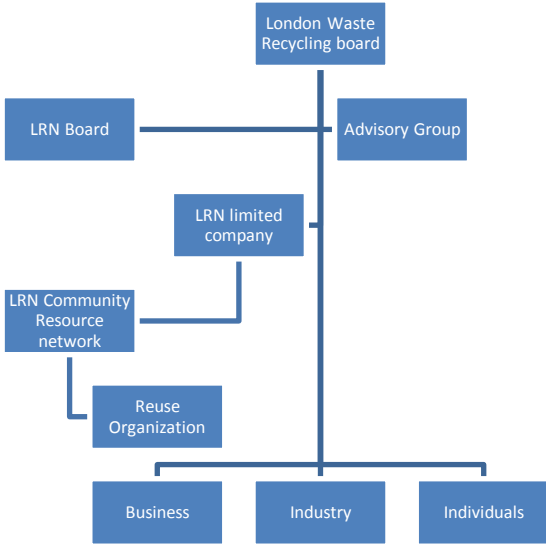 London Waste
Recycling board
LRN Board
Advisory Group
LRN limited
company
LRN Community
Resource
network
Reuse
Organization
Business
Industry
Individuals